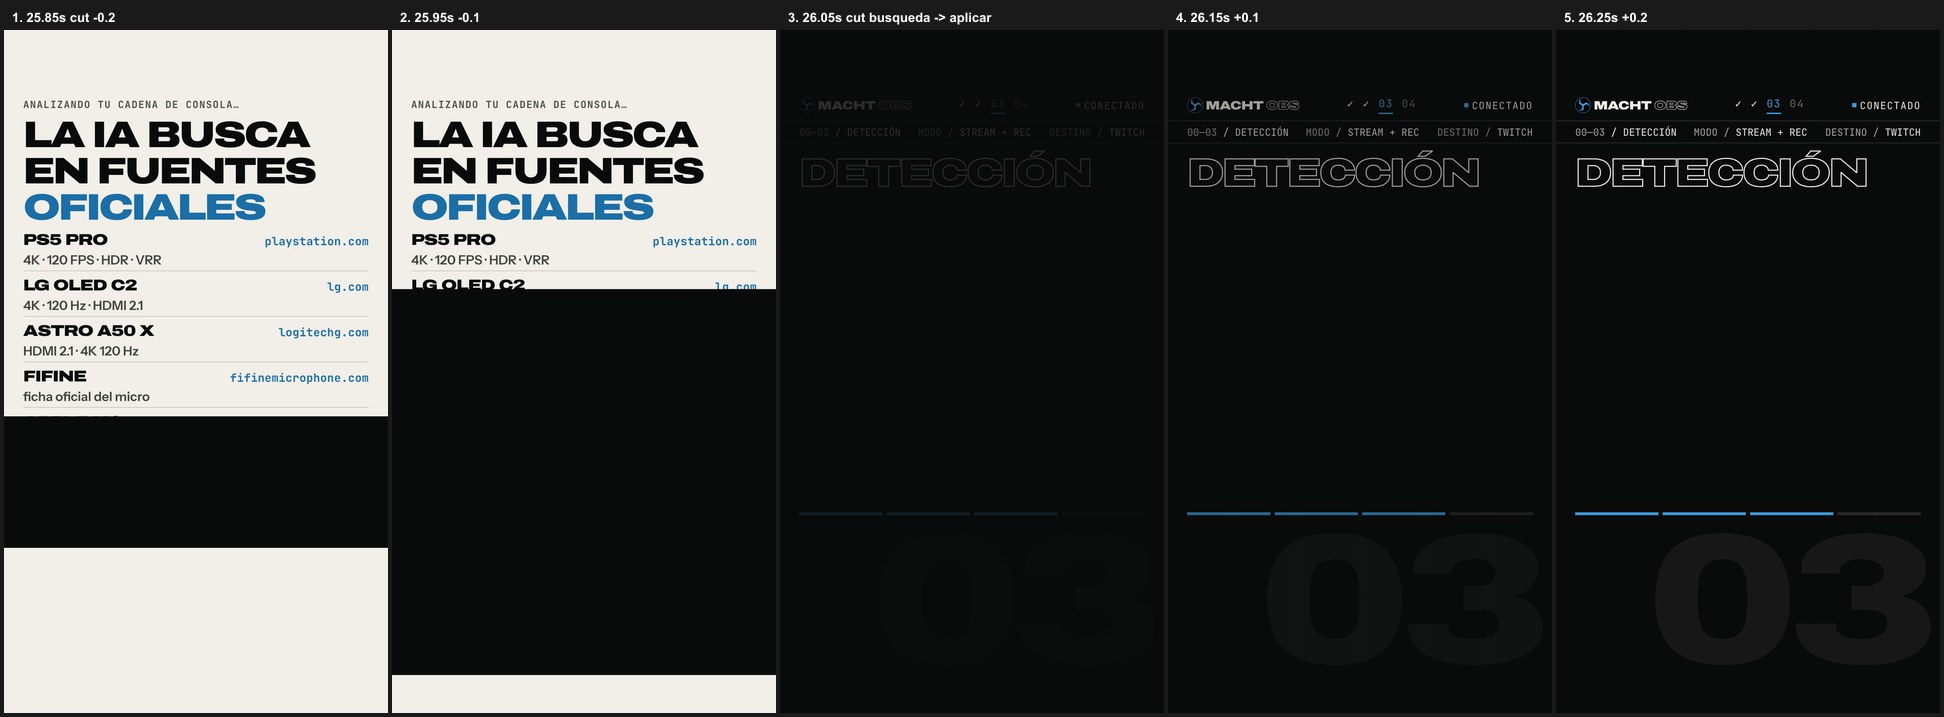 1. 25.85s cut -0.2
ANALIZANDO TU CADENA DE CONSOLA…
LA IA BUSCA
EN FUENTES
OFICIALES
PS5 PRO playstation.com
4K · 120 FPS · HDR · VRR
LG OLED C2 lg.com
4K · 120 Hz · HDMI 2.1
ASTRO A50 X logitechg.com
HDMI 2.1 · 4K 120 Hz
FIFINE fifinemicrophone.com
ficha oficial del micro
2. 25.95s -0.1
ANALIZANDO TU CADENA DE CONSOLA…
LA IA BUSCA
EN FUENTES
OFICIALES
PS5 PRO playstation.com
4K · 120 FPS · HDR · VRR
LG OLED C2 lg.com
3. 26.05s cut busqueda -> aplicar
MACHT OBS ✓ ✓ 03 04 CONECTADO
00—03 / DETECCIÓN MODO / STREAM + REC DESTINO / TWITCH
DETECCIÓN
03
4. 26.15s +0.1
MACHT OBS ✓ ✓ 03 04 CONECTADO
00—03 / DETECCIÓN MODO / STREAM + REC DESTINO / TWITCH
DETECCIÓN
03
5. 26.25s +0.2
MACHT OBS ✓ ✓ 03 04 CONECTADO
00—03 / DETECCIÓN MODO / STREAM + REC DESTINO / TWITCH
DETECCIÓN
03